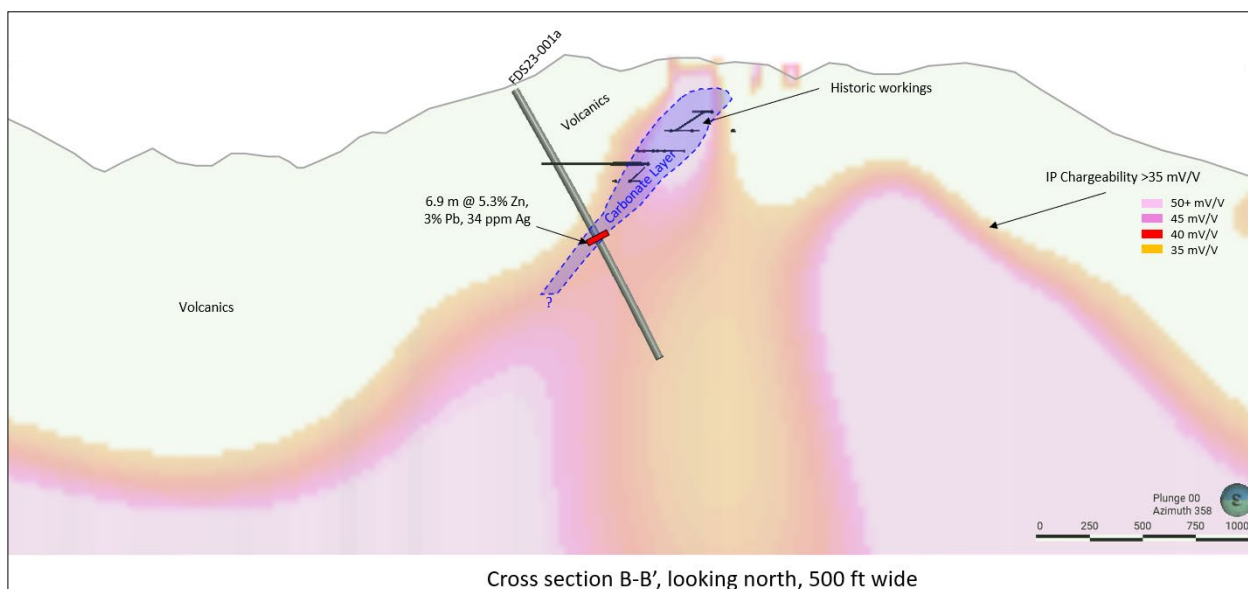 FDS23-001a
Volcanics
Historic workings
Carbonate Layer
IP Chargeability >35 mV/V
50+ mV/V
45 mV/V
40 mV/V
35 mV/V
6.9 m @ 5.3% Zn,
3% Pb, 34 ppm Ag
Volcanics
?
Plunge 00
Azimuth 358
0 250 500 750 1000
Cross section B-B’, looking north, 500 ft wide